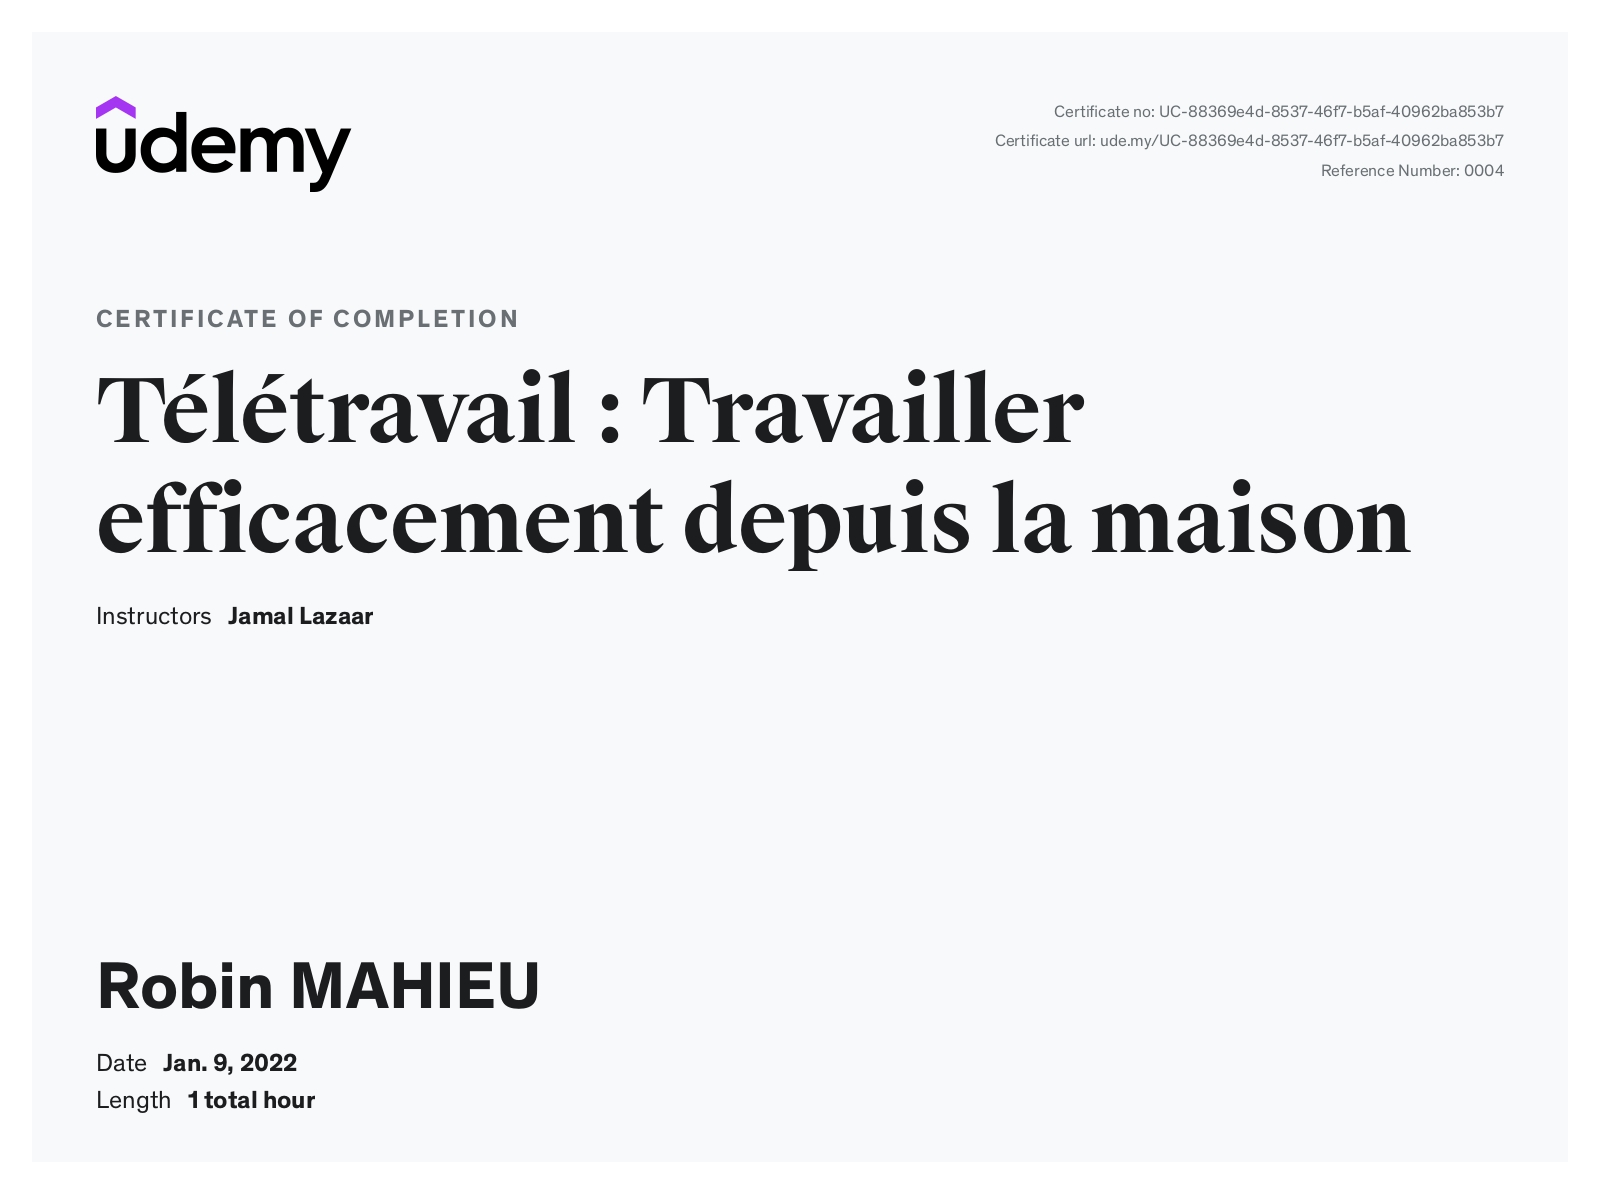 udemy
Certificate no: UC-88369e4d-8537-46f7-b5af-40962ba853b7
Certificate url: ude.my/UC-88369e4d-8537-46f7-b5af-40962ba853b7
Reference Number: 0004
CERTIFICATE OF COMPLETION
Télétravail : Travailler
efficacement depuis la maison
Instructors Jamal Lazaar
Robin MAHIEU
Date Jan. 9, 2022
Length 1 total hour